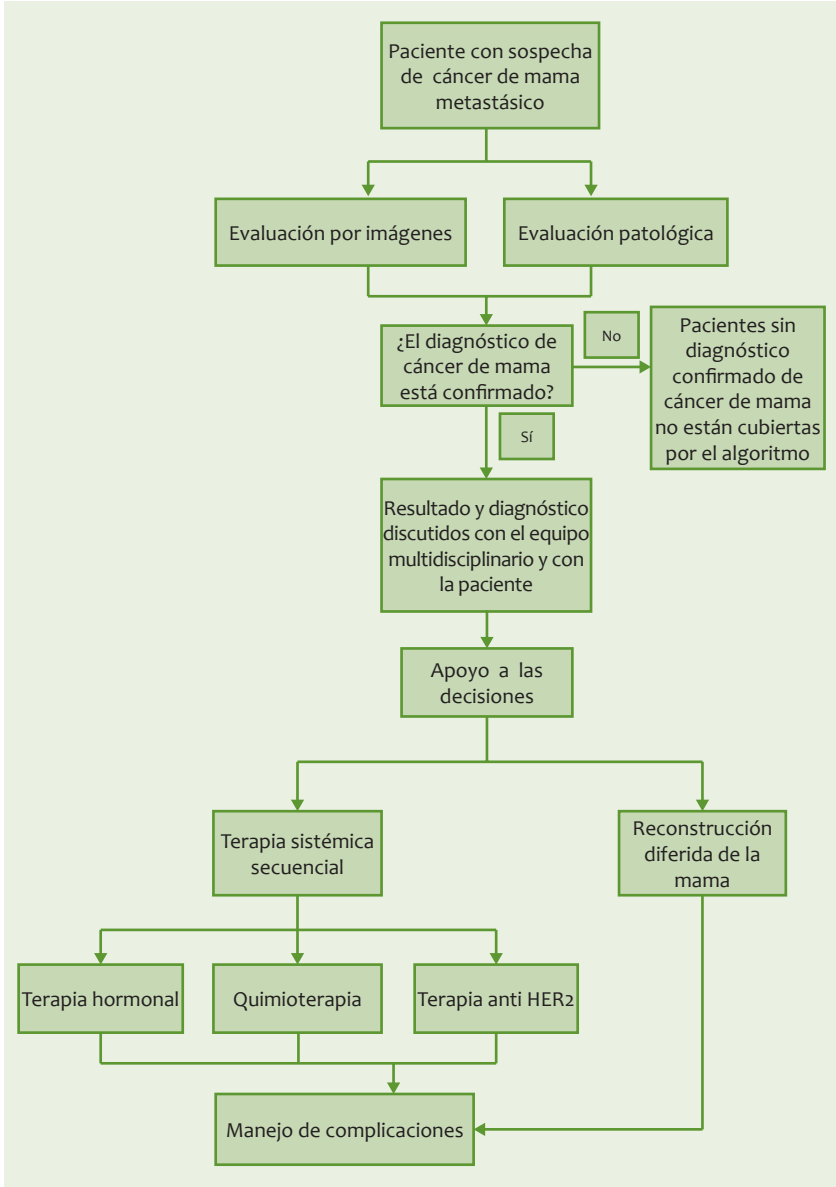 Paciente con sospecha
de cáncer de mama
metastásico
Evaluación por imágenes
Evaluación patológica
¿El diagnóstico de
cáncer de mama
está confirmado?
No
Pacientes sin
diagnóstico
confirmado de
cáncer de mama
no están cubiertas
por el algoritmo
Sí
Resultado y diagnóstico
discutidos con el equipo
multidisciplinario y con
la paciente
Apoyo a las
decisiones
Terapia sistémica
secuencial
Reconstrucción
diferida de la
mama
Terapia hormonal
Quimioterapia
Terapia anti HER2
Manejo de complicaciones